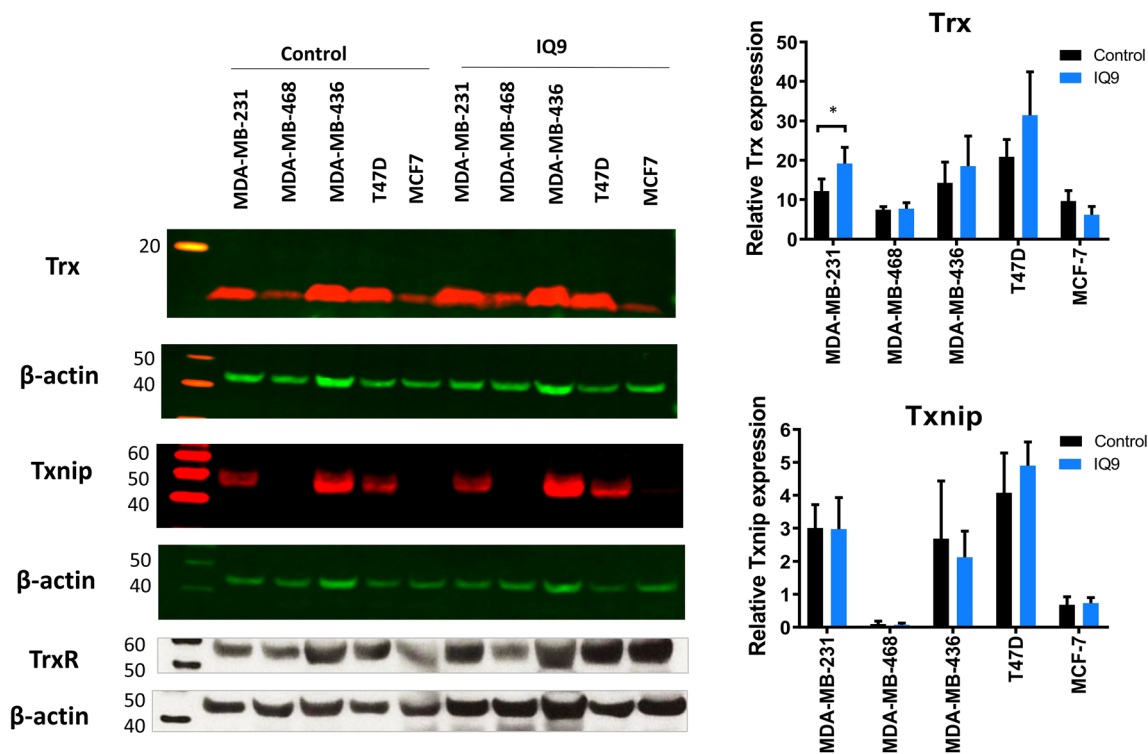 Control
IQ9
MDA-MB-231
MDA-MB-468
MDA-MB-436
T47D
MCF7
MDA-MB-231
MDA-MB-468
MDA-MB-436
T47D
MCF7
Trx
20
β-actin
50
40
Txnip
60
50
40
β-actin
50
40
TrxR
60
50
β-actin
50
40
Trx
Relative Trx expression
50
40
30
20
10
0
*
Control
IQ9
MDA-MB-231
MDA-MB-468
MDA-MB-436
T47D
MCF-7
Txnip
Relative Txnip expression
6
5
4
3
2
1
0
Control
IQ9
MDA-MB-231
MDA-MB-468
MDA-MB-436
T47D
MCF-7